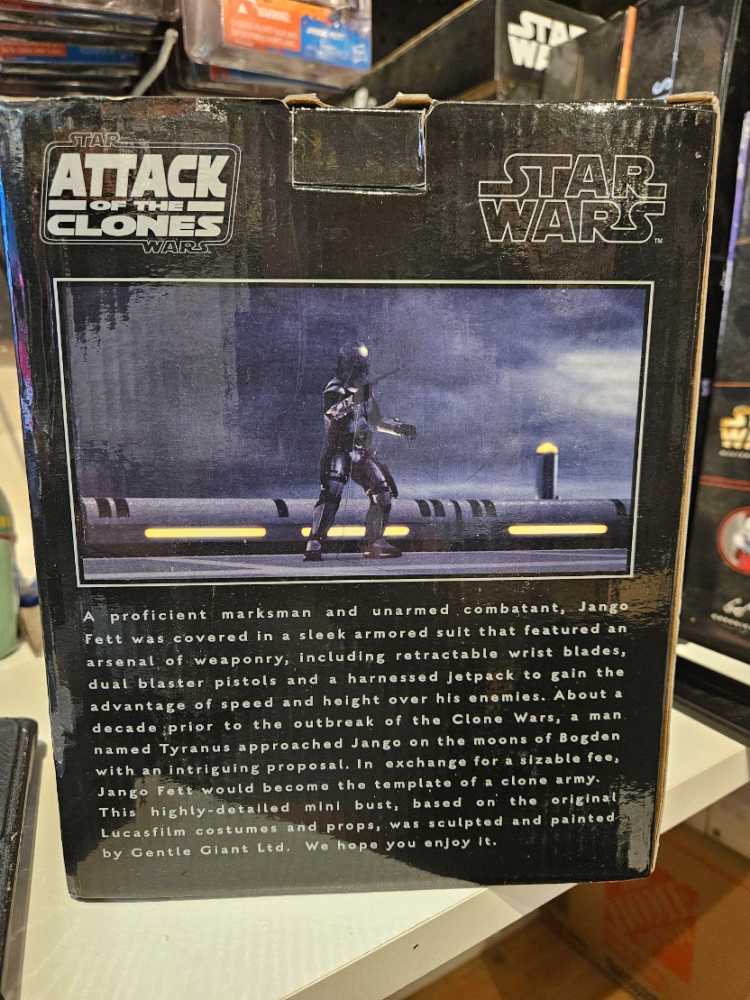 WARNING:
STAR
WA
STAR
ATTACK
OF THE
CLONES
WARS
STAR
WARS™
A proficient marksman and unarmed combatant, Jango
Fett was covered in a sleek armored suit that featured an
arsenal of weaponry, including retractable wrist blades,
dual blaster pistols and a harnessed jetpack to gain the
advantage of speed and height over his enemies. About a
decade prior to the outbreak of the Clone Wars, a man
named Tyranus approached Jango on the moons of Bogden
with an intriguing proposal. In exchange for a sizable fee,
Jango Fett would become the template of a clone army.
This highly-detailed mini bust, based on the original
Lucasfilm costumes and props, was sculpted and painted
by Gentle Giant Ltd. We hope you enjoy it.